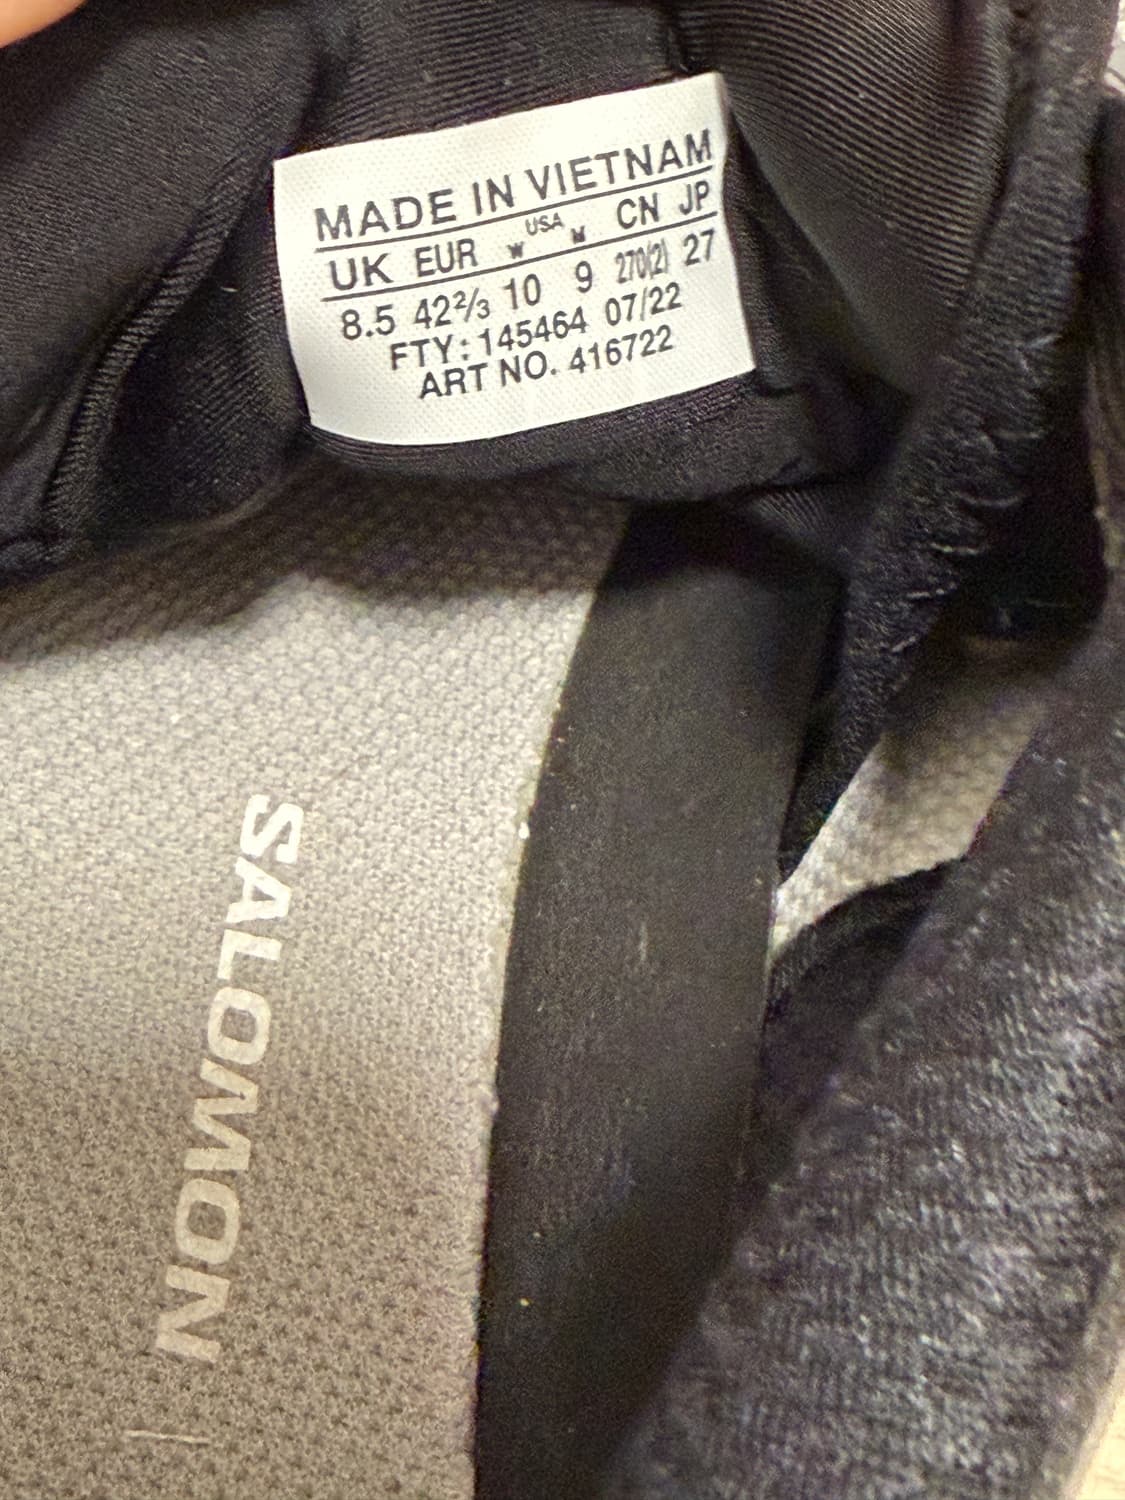 MADE IN VIETNAM
UK EUR W USA M CN JP
8.5 42⅔ 10 9 270(2) 27
FTY: 145464 07/22
ART NO. 416722
SALOMON